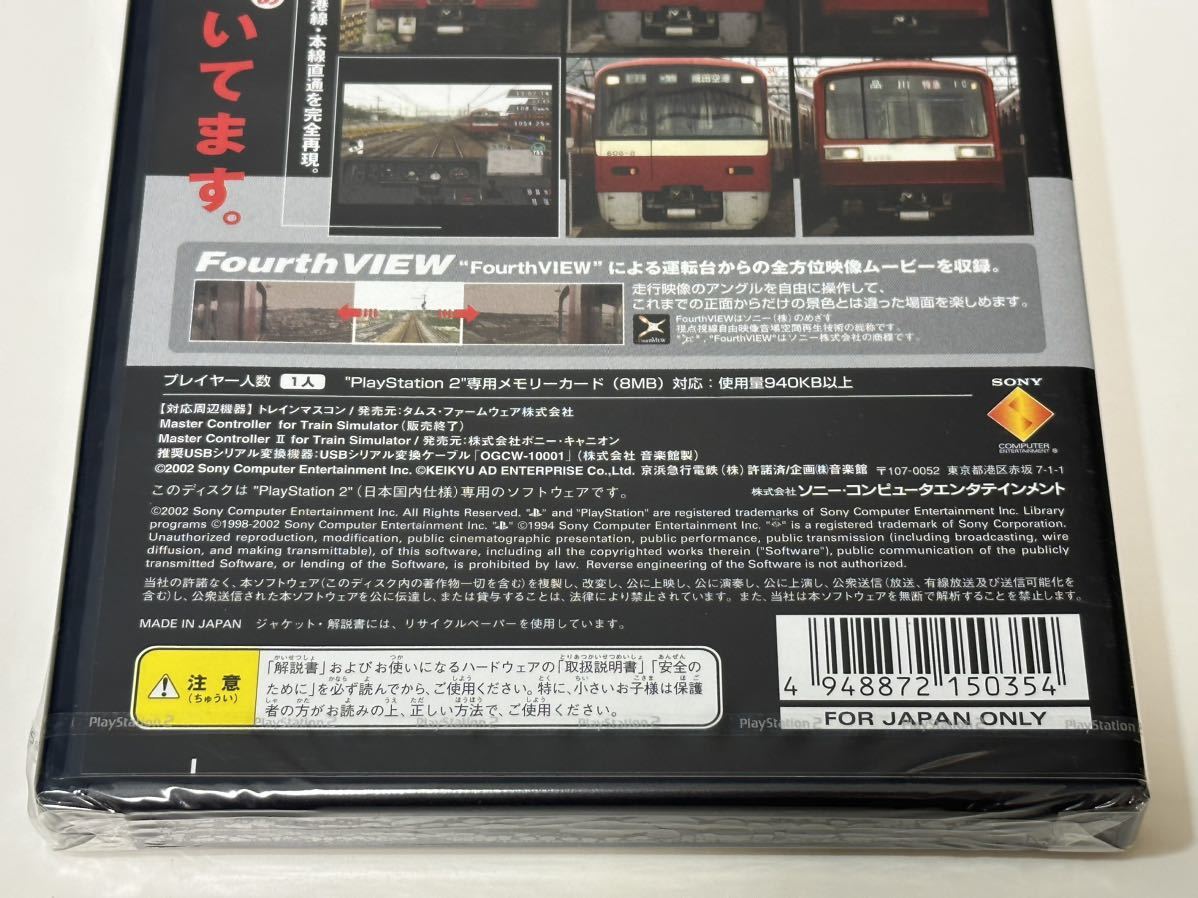 いてます。
港線・本線直通を完全再現。
成田空港
606-8
品川 特急 10
FourthVIEW "FourthVIEW"による運転台からの全方位映像ムービーを収録。
走行映像のアングルを自由に操作して、
これまでの正面からだけの景色とは違った場面を楽しめます。
FourthVIEWはソニー(株)のめざす
視点視線自由映像音場空間再生技術の総称です。
"FourthVIEW"はソニー株式会社の商標です。
プレイヤー人数 1人 "PlayStation 2"専用メモリーカード(8MB)対応:使用量940KB以上
【対応周辺機器】トレインマスコン/発売元:タムス・ファームウェア株式会社
Master Controller for Train Simulator(販売終了)
Master Controller II for Train Simulator/発売元:株式会社ポニー・キャニオン
推奨USBシリアル変換機器:USBシリアル変換ケーブル「OGCW-10001」(株式会社 音楽館製)
SONY
COMPUTER
ENTERTAINMENT
©2002 Sony Computer Entertainment Inc. ©KEIKYU AD ENTERPRISE Co.,Ltd. 京浜急行電鉄(株)許諾済/企画㈱音楽館 〒107-0052 東京都港区赤坂7-1-1
このディスクは"PlayStation 2"(日本国内仕様)専用のソフトウェアです。 株式会社ソニー・コンピュータエンタテインメント
©2002 Sony Computer Entertainment Inc. All Rights Reserved. " " and "PlayStation" are registered trademarks of Sony Computer Entertainment Inc. Library
programs ©1998-2002 Sony Computer Entertainment Inc." " ©1994 Sony Computer Entertainment Inc. " " is a registered trademark of Sony Corporation.
Unauthorized reproduction, modification, public cinematographic presentation, public performance, public transmission (including broadcasting, wire
diffusion, and making transmittable), of this software, including all the copyrighted works therein ("Software"), public communication of the publicly
transmitted Software, or lending of the Software, is prohibited by law. Reverse engineering of the Software is not authorized.
当社の許諾なく、本ソフトウェア(このディスク内の著作物一切を含む)を複製し、改変し、公に上映し、公に演奏し、公に上演し、公衆送信(放送、有線放送及び送信可能化を
含む)し、公衆送信された本ソフトウェアを公に伝達し、または貸与することは、法律により禁止されています。また、当社は本ソフトウェアを無断で解析することを禁止します。
MADE IN JAPAN ジャケット・解説書には、リサイクルペーパーを使用しています。
注意
(ちゅうい)
「解説書」およびお使いになるハードウェアの「取扱説明書」「安全の
ために」を必ず読んでから、ご使用ください。特に、小さいお子様は保護
者の方がお読みの上、正しい方法で、ご使用ください。
4 948872 150354
FOR JAPAN ONLY
PlayStation 2 PlayStation 2 PlayStation 2 PlayStation 2